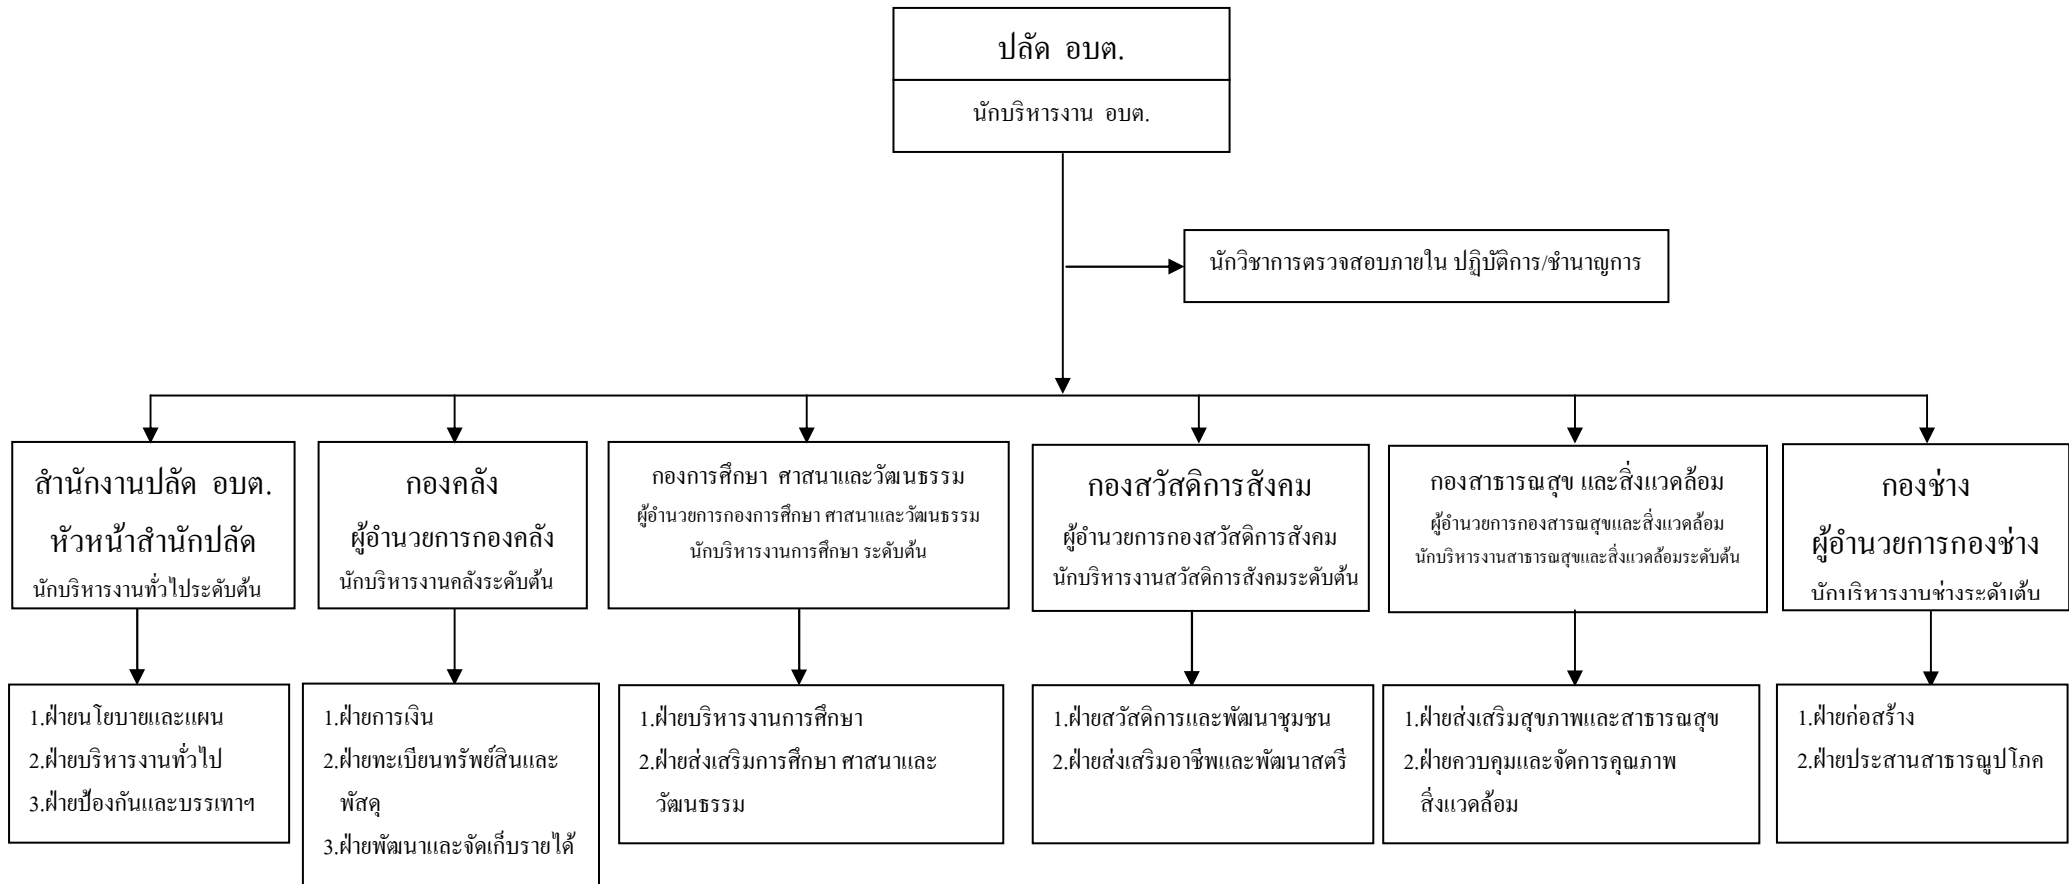 ปลัด อบต.
นักบริหารงาน อบต.
นักวิชาการตรวจสอบภายใน ปฏิบัติการ/ชำนาญการ
สำนักงานปลัด อบต.
หัวหน้าสำนักปลัด
นักบริหารงานทั่วไประดับต้น
กองคลัง
ผู้อำนวยการกองคลัง
นักบริหารงานคลังระดับต้น
กองการศึกษา ศาสนาและวัฒนธรรม
ผู้อำนวยการกองการศึกษา ศาสนาและวัฒนธรรม
นักบริหารงานการศึกษา ระดับต้น
กองสวัสดิการสังคม
ผู้อำนวยการกองสวัสดิการสังคม
นักบริหารงานสวัสดิการสังคมระดับต้น
กองสาธารณสุข และสิ่งแวดล้อม
ผู้อำนวยการกองสารณสุขและสิ่งแวดล้อม
นักบริหารงานสาธารณสุขและสิ่งแวดล้อมระดับต้น
กองช่าง
ผู้อำนวยการกองช่าง
นักบริหารงานช่างระดับต้น
1.ฝ่ายนโยบายและแผน
2.ฝ่ายบริหารงานทั่วไป
3.ฝ่ายป้องกันและบรรเทาฯ
1.ฝ่ายการเงิน
2.ฝ่ายทะเบียนทรัพย์สินและ
พัสดุ
3.ฝ่ายพัฒนาและจัดเก็บรายได้
1.ฝ่ายบริหารงานการศึกษา
2.ฝ่ายส่งเสริมการศึกษา ศาสนาและ
วัฒนธรรม
1.ฝ่ายสวัสดิการและพัฒนาชุมชน
2.ฝ่ายส่งเสริมอาชีพและพัฒนาสตรี
1.ฝ่ายส่งเสริมสุขภาพและสาธารณสุข
2.ฝ่ายควบคุมและจัดการคุณภาพ
สิ่งแวดล้อม
1.ฝ่ายก่อสร้าง
2.ฝ่ายประสานสาธารณูปโภค